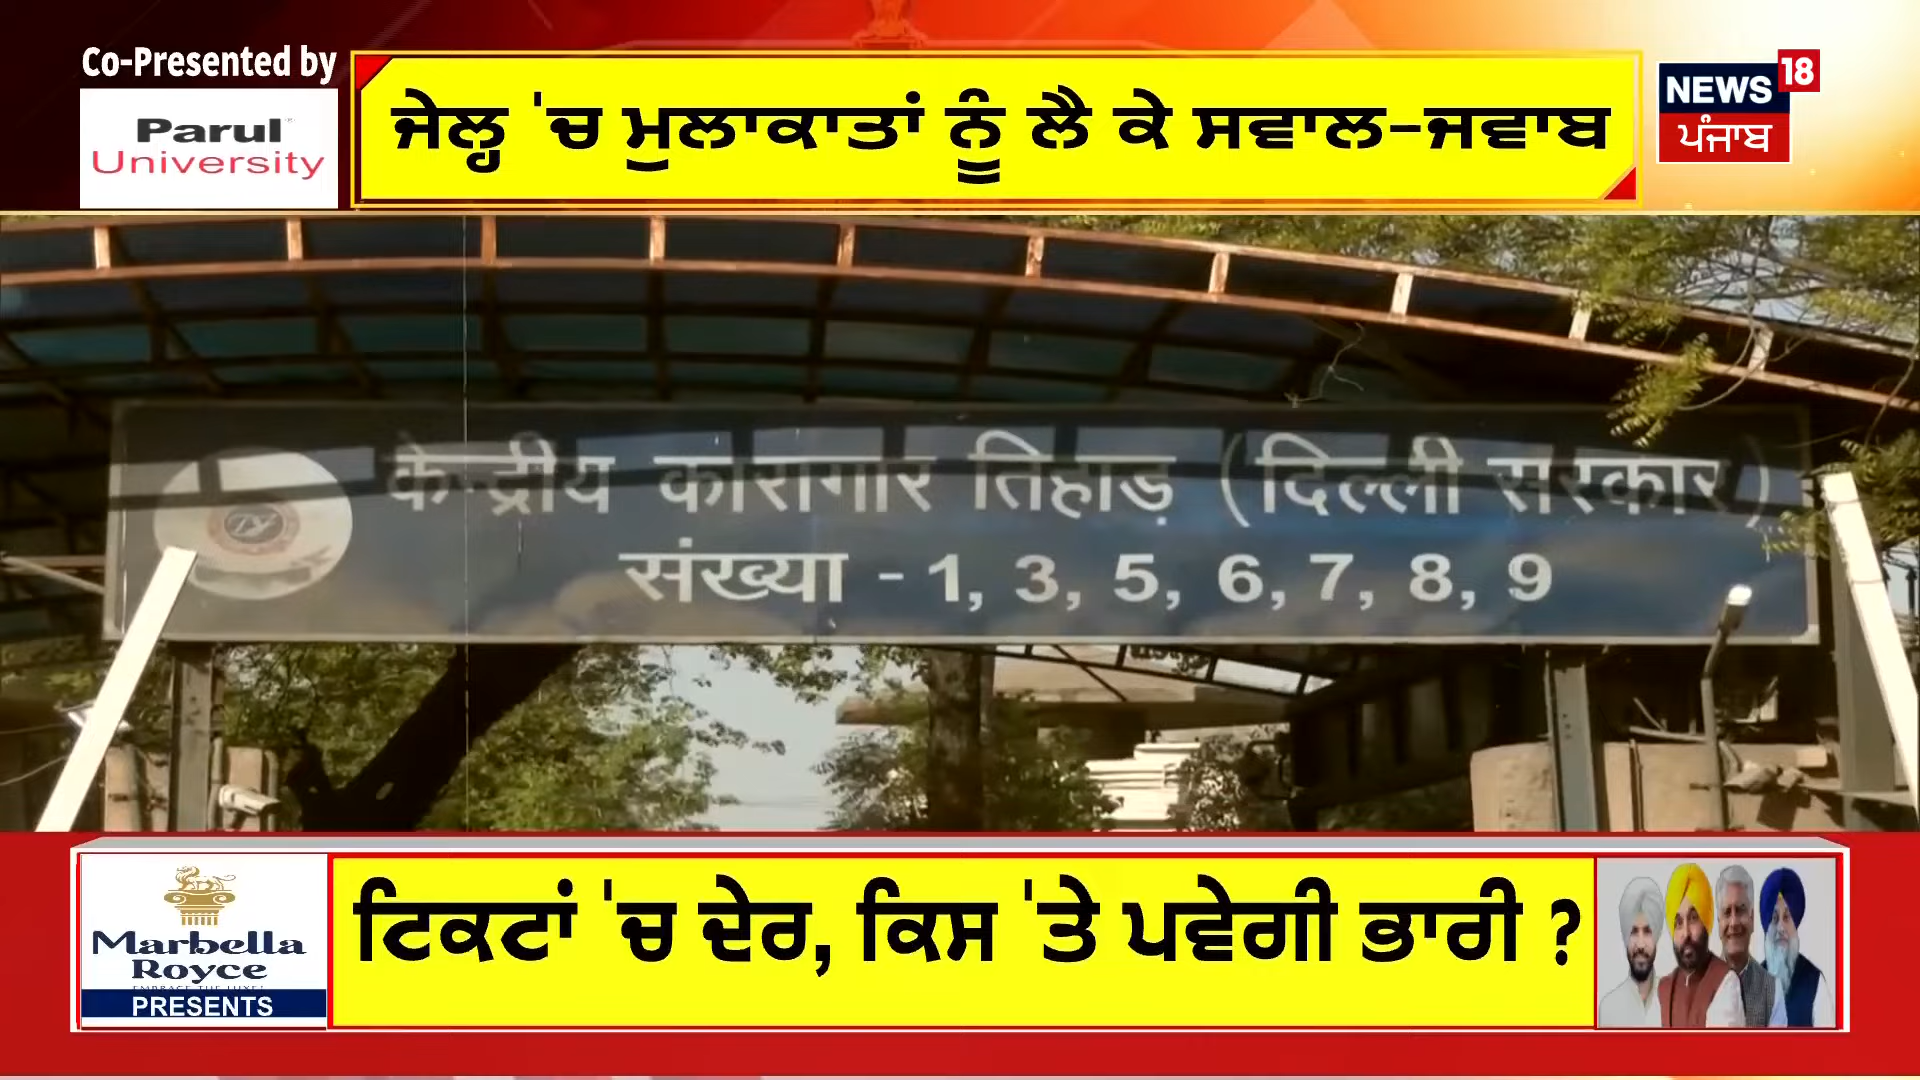 Co-Presented by
Parul
University
ਜੇਲ੍ਹ 'ਚ ਮੁਲਾਕਾਤਾਂ ਨੂੰ ਲੈ ਕੇ ਸਵਾਲ-ਜਵਾਬ
NEWS 18
ਪੰਜਾਬ
केन्द्रीय कारागार तिहाड़ (दिल्ली सरकार)
संख्या - 1, 3, 5, 6, 7, 8, 9
Marbella
Royce
PRESENTS
ਟਿਕਟਾਂ 'ਚ ਦੇਰ, ਕਿਸ 'ਤੇ ਪਵੇਗੀ ਭਾਰੀ ?